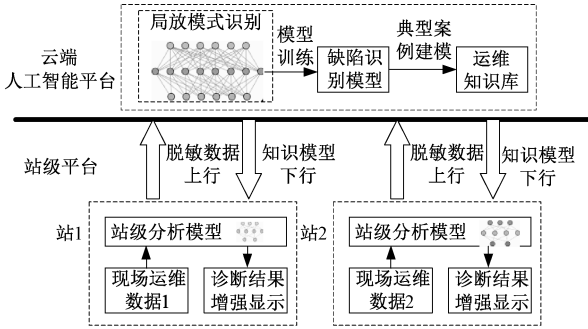 局放模式识别
云端
人工智能平台
模型
训练
缺陷识
别模型
典型案
例建模
运维
知识库
站级平台
脱敏数据
上行
知识模型
下行
脱敏数据
上行
知识模型
下行
站1
站级分析模型
现场运维
数据1
诊断结果
增强显示
站2
站级分析模型
现场运维
数据2
诊断结果
增强显示